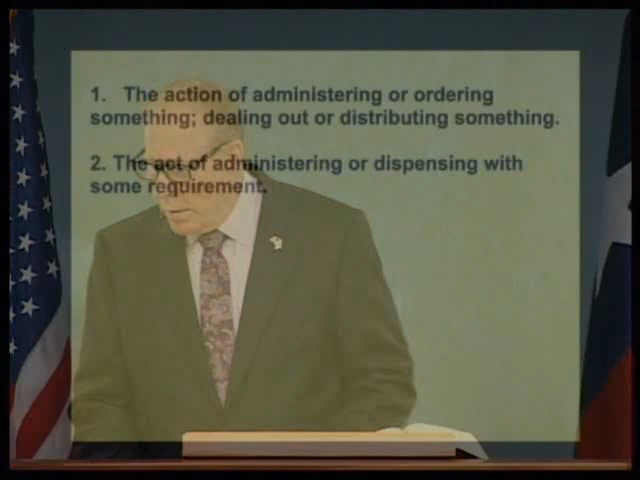 1. The action of administering or ordering
something; dealing out or distributing something.
2. The act of administering or dispensing with
some requirement.